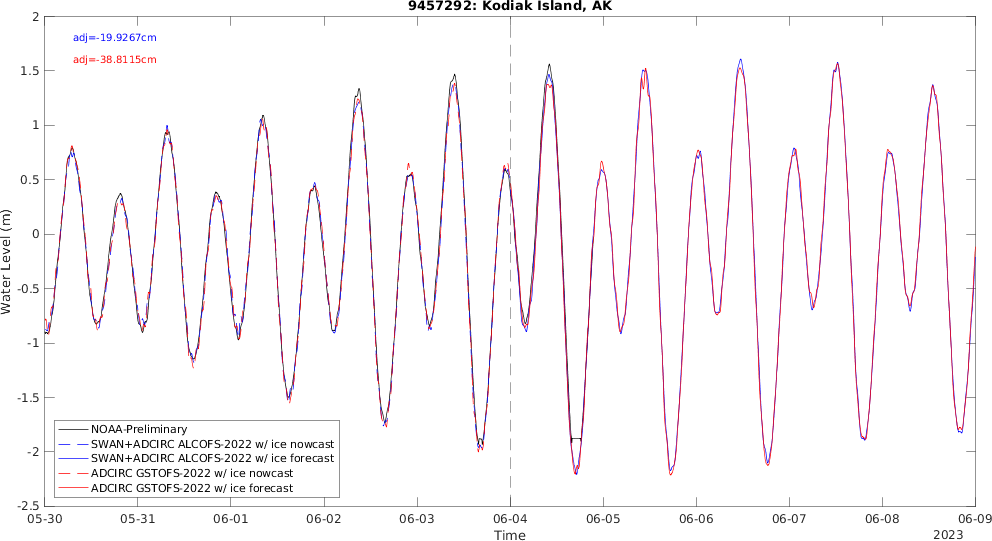 9457292: Kodiak Island, AK
adj=-19.9267cm
adj=-38.8115cm
Water Level (m)
2
1.5
1
0.5
0
-0.5
-1
-1.5
-2
-2.5
NOAA-Preliminary
SWAN+ADCIRC ALCOFS-2022 w/ ice nowcast
SWAN+ADCIRC ALCOFS-2022 w/ ice forecast
ADCIRC GSTOFS-2022 w/ ice nowcast
ADCIRC GSTOFS-2022 w/ ice forecast
05-30 05-31 06-01 06-02 06-03 06-04 06-05 06-06 06-07 06-08 06-09
Time
2023